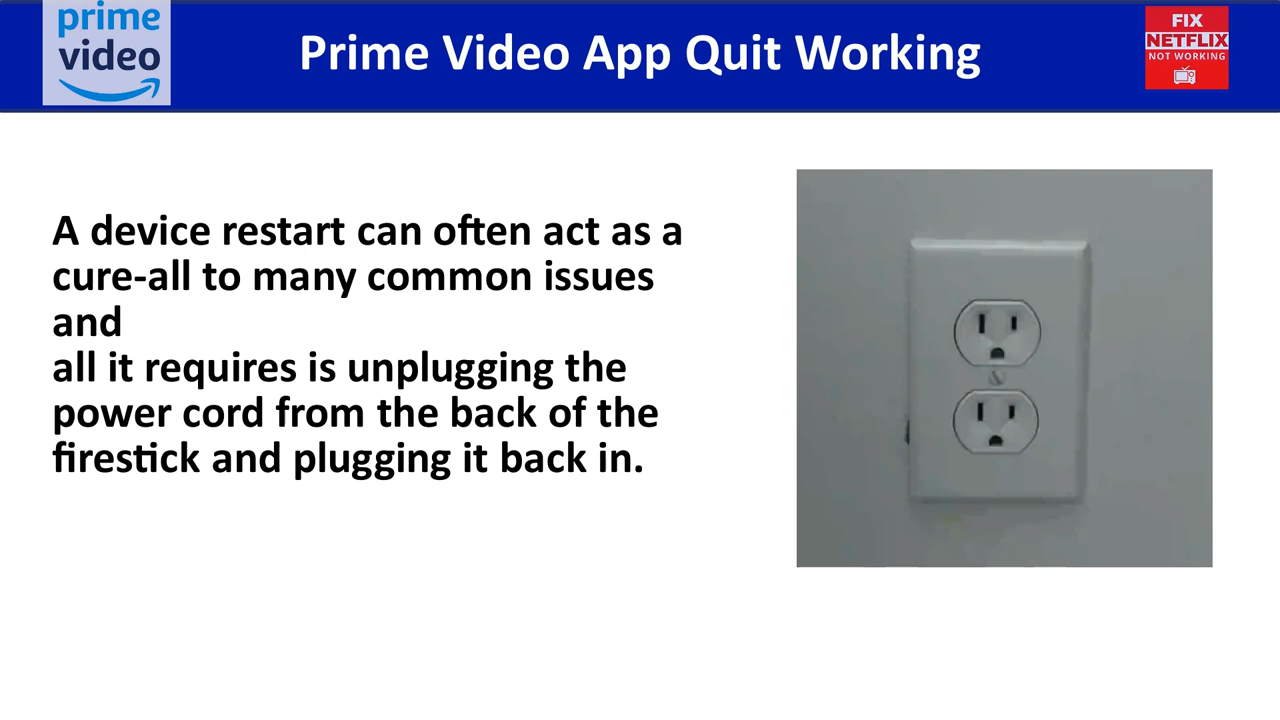 prime
video
Prime Video App Quit Working
FIX
NETFLIX
NOT WORKING
A device restart can often act as a
cure-all to many common issues
and
all it requires is unplugging the
power cord from the back of the
firestick and plugging it back in.